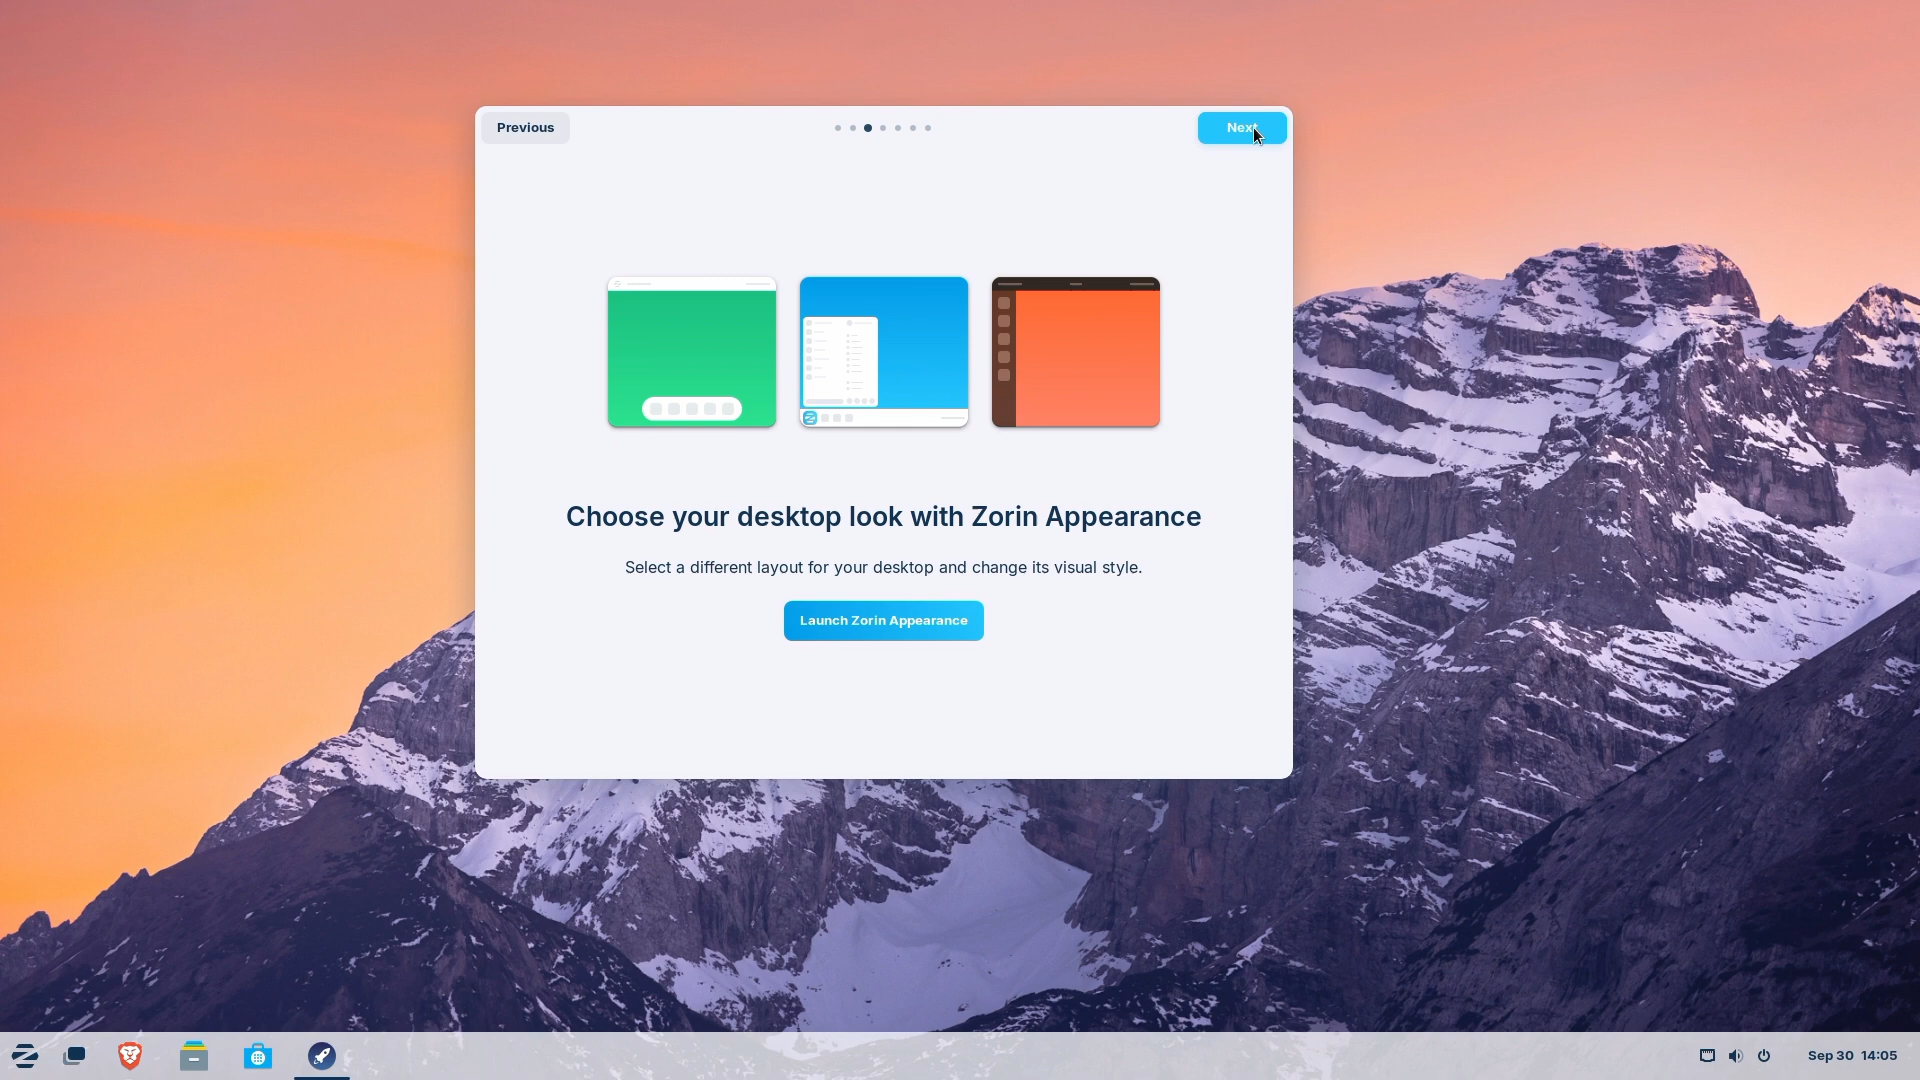 Previous
Next
Choose your desktop look with Zorin Appearance
Select a different layout for your desktop and change its visual style.
Launch Zorin Appearance
Sep 30 14:05